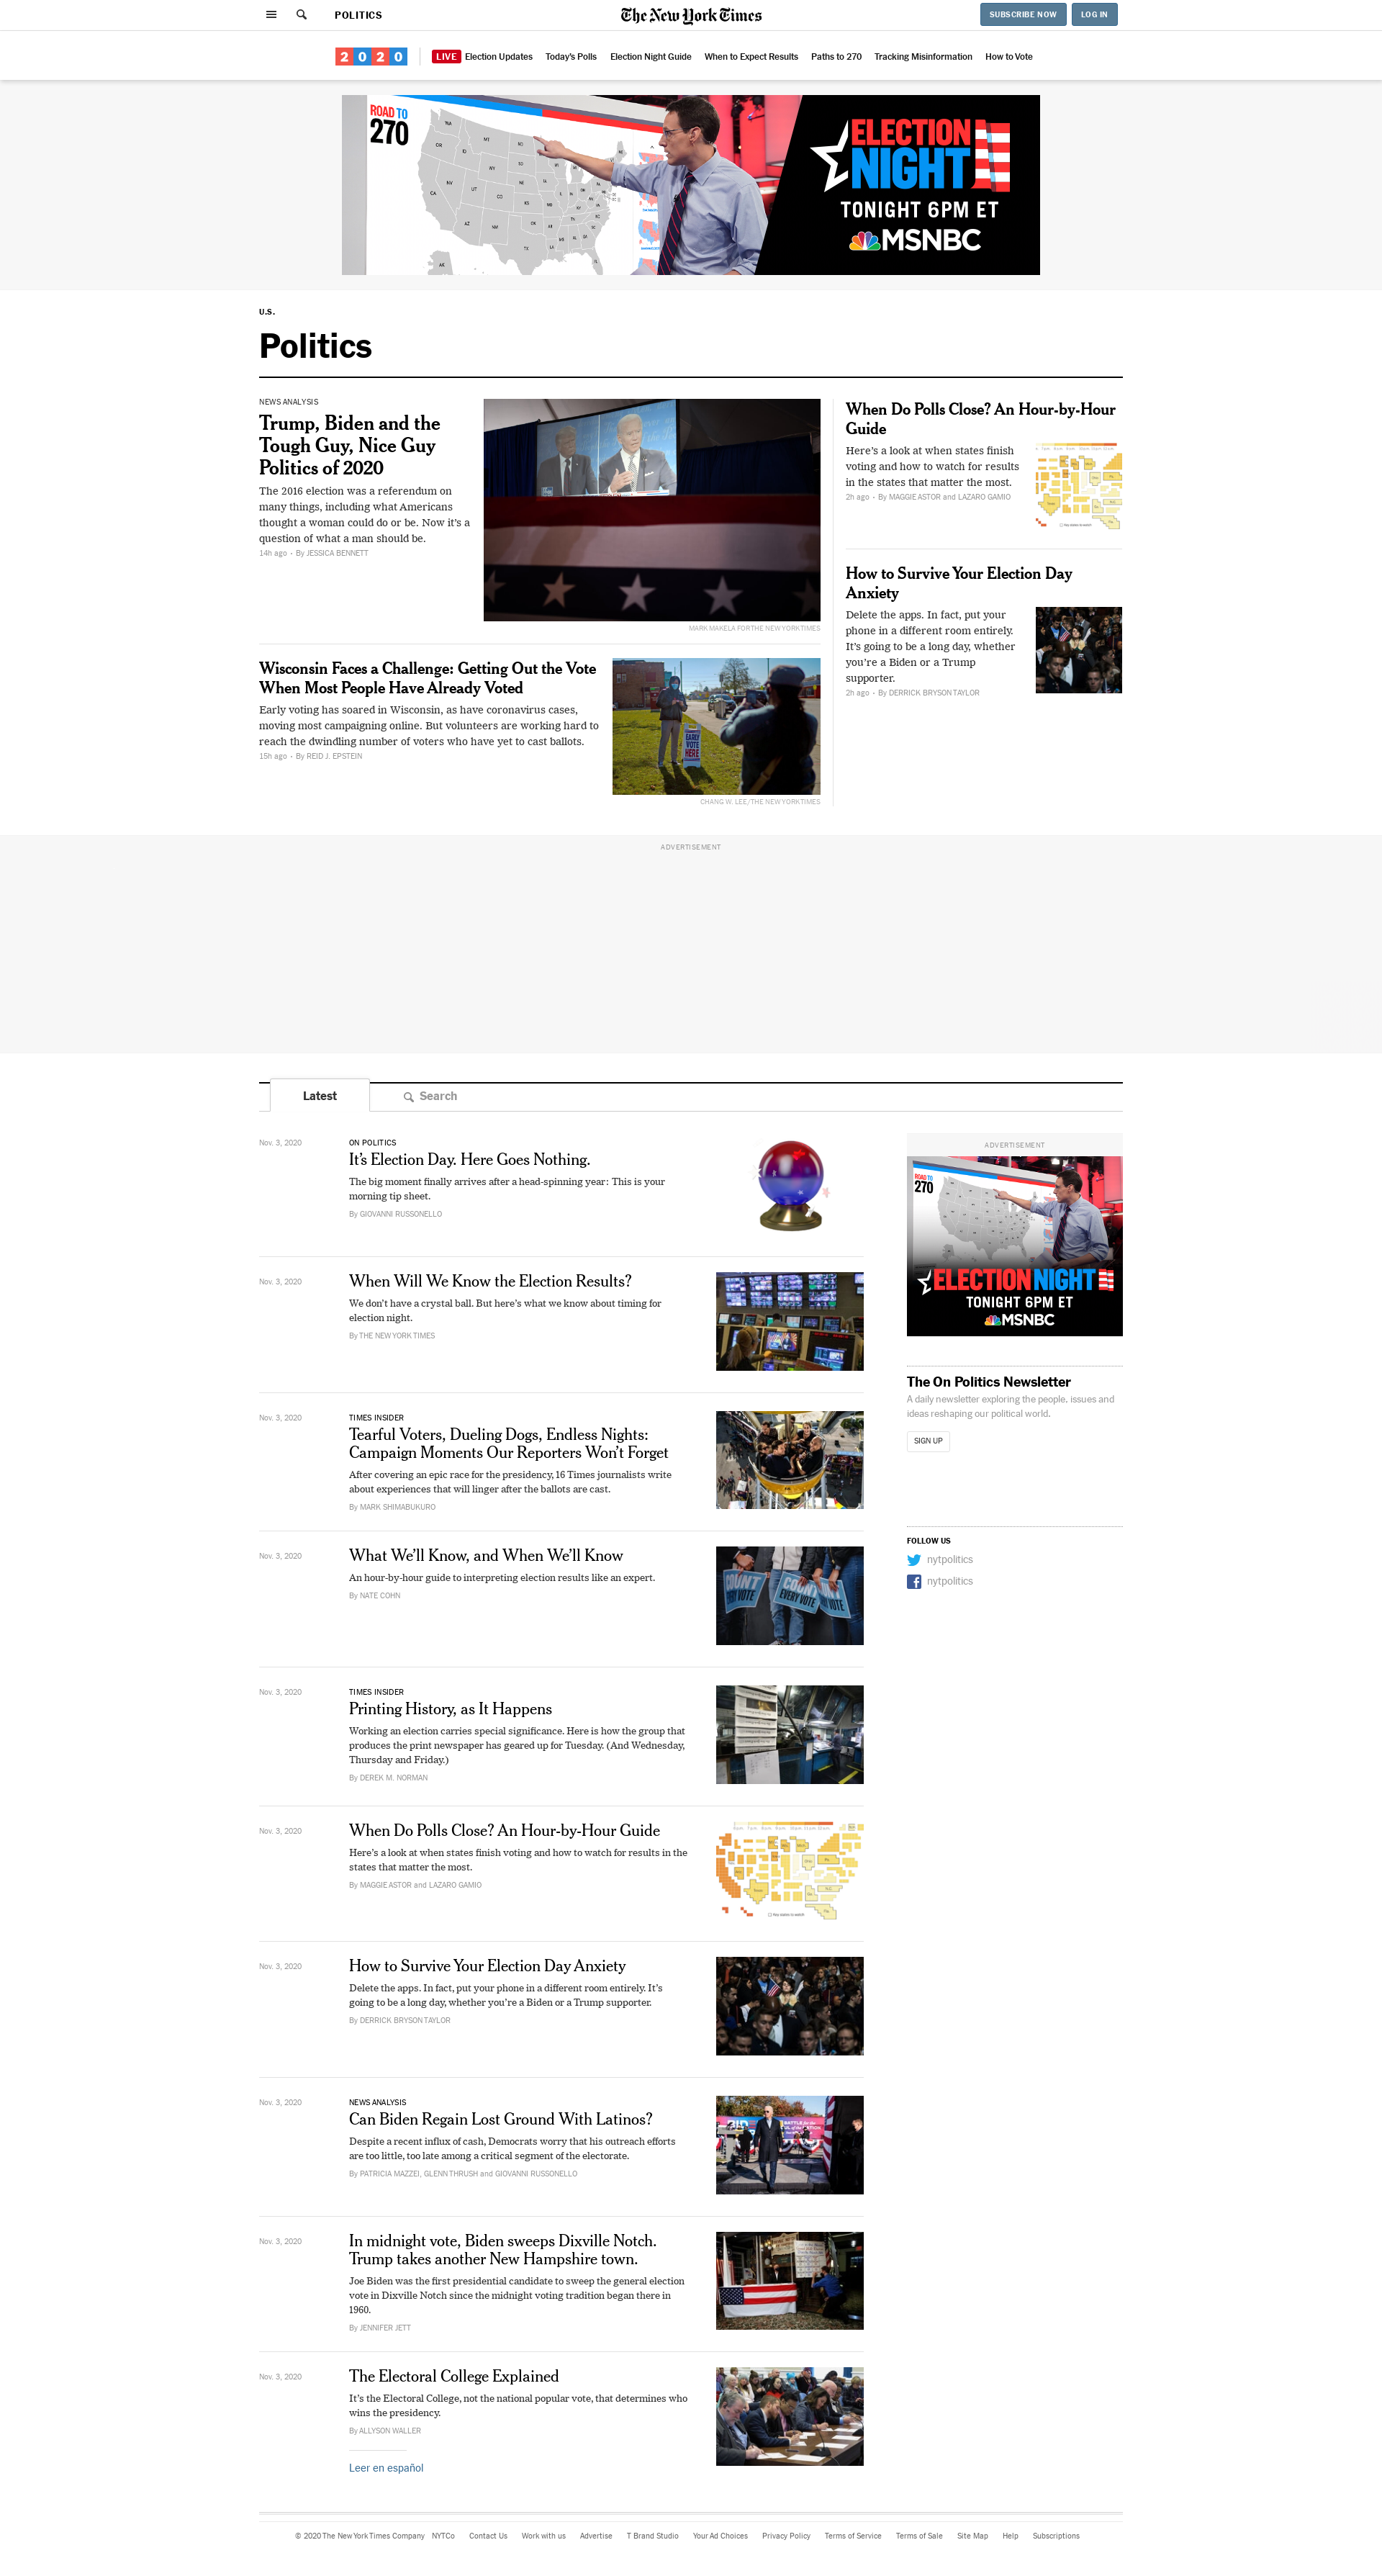 POLITICS
The New York Times
SUBSCRIBE NOW
LOG IN
2020
LIVE Election Updates
Today's Polls
Election Night Guide
When to Expect Results
Paths to 270
Tracking Misinformation
How to Vote
ROAD TO
270
ELECTION
NIGHT
TONIGHT 6PM ET
MSNBC
U.S.
Politics
NEWS ANALYSIS
Trump, Biden and the
Tough Guy, Nice Guy
Politics of 2020
The 2016 election was a referendum on
many things, including what Americans
thought a woman could do or be. Now it’s a
question of what a man should be.
14h ago • By JESSICA BENNETT
MARK MAKELA FOR THE NEW YORK TIMES
Wisconsin Faces a Challenge: Getting Out the Vote
When Most People Have Already Voted
Early voting has soared in Wisconsin, as have coronavirus cases,
moving most campaigning online. But volunteers are working hard to
reach the dwindling number of voters who have yet to cast ballots.
15h ago • By REID J. EPSTEIN
EARLY
VOTE
HERE
CHANG W. LEE/THE NEW YORK TIMES
When Do Polls Close? An Hour-by-Hour
Guide
Here’s a look at when states finish
voting and how to watch for results
in the states that matter the most.
2h ago • By MAGGIE ASTOR and LAZARO GAMIO
How to Survive Your Election Day
Anxiety
Delete the apps. In fact, put your
phone in a different room entirely.
It’s going to be a long day, whether
you’re a Biden or a Trump
supporter.
2h ago • By DERRICK BRYSON TAYLOR
ADVERTISEMENT
Latest
Search
Nov. 3, 2020
ON POLITICS
It’s Election Day. Here Goes Nothing.
The big moment finally arrives after a head-spinning year: This is your
morning tip sheet.
By GIOVANNI RUSSONELLO
Nov. 3, 2020
When Will We Know the Election Results?
We don’t have a crystal ball. But here’s what we know about timing for
election night.
By THE NEW YORK TIMES
Nov. 3, 2020
TIMES INSIDER
Tearful Voters, Dueling Dogs, Endless Nights:
Campaign Moments Our Reporters Won’t Forget
After covering an epic race for the presidency, 16 Times journalists write
about experiences that will linger after the ballots are cast.
By MARK SHIMABUKURO
Nov. 3, 2020
What We’ll Know, and When We’ll Know
An hour-by-hour guide to interpreting election results like an expert.
By NATE COHN
COUNT
EVERY VOTE
Nov. 3, 2020
TIMES INSIDER
Printing History, as It Happens
Working an election carries special significance. Here is how the group that
produces the print newspaper has geared up for Tuesday. (And Wednesday,
Thursday and Friday.)
By DEREK M. NORMAN
Nov. 3, 2020
When Do Polls Close? An Hour-by-Hour Guide
Here’s a look at when states finish voting and how to watch for results in the
states that matter the most.
By MAGGIE ASTOR and LAZARO GAMIO
Nov. 3, 2020
How to Survive Your Election Day Anxiety
Delete the apps. In fact, put your phone in a different room entirely. It’s
going to be a long day, whether you’re a Biden or a Trump supporter.
By DERRICK BRYSON TAYLOR
Nov. 3, 2020
NEWS ANALYSIS
Can Biden Regain Lost Ground With Latinos?
Despite a recent influx of cash, Democrats worry that his outreach efforts
are too little, too late among a critical segment of the electorate.
By PATRICIA MAZZEI, GLENN THRUSH and GIOVANNI RUSSONELLO
Nov. 3, 2020
In midnight vote, Biden sweeps Dixville Notch.
Trump takes another New Hampshire town.
Joe Biden was the first presidential candidate to sweep the general election
vote in Dixville Notch since the midnight voting tradition began there in
1960.
By JENNIFER JETT
Nov. 3, 2020
The Electoral College Explained
It’s the Electoral College, not the national popular vote, that determines who
wins the presidency.
By ALLYSON WALLER
Leer en español
ADVERTISEMENT
ROAD TO
270
ELECTION NIGHT
TONIGHT 6PM ET
MSNBC
The On Politics Newsletter
A daily newsletter exploring the people, issues and
ideas reshaping our political world.
SIGN UP
FOLLOW US
nytpolitics
nytpolitics
© 2020 The New York Times Company
NYTCo
Contact Us
Work with us
Advertise
T Brand Studio
Your Ad Choices
Privacy Policy
Terms of Service
Terms of Sale
Site Map
Help
Subscriptions